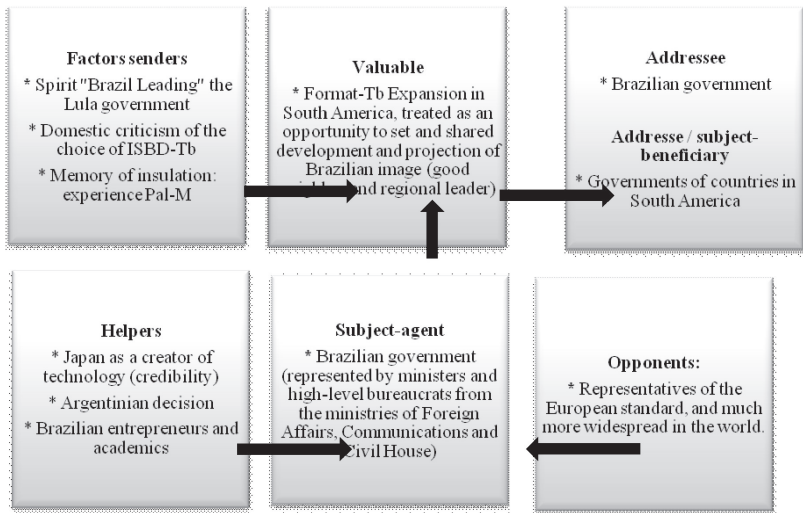 Factors senders
* Spirit "Brazil Leading" the
Lula government
* Domestic criticism of the
choice of ISBD-Tb
* Memory of insulation:
experience Pal-M
Valuable
* Format-Tb Expansion in
South America, treated as an
opportunity to set and shared
development and projection of
Brazilian image (good
and regional leader)
Addressee
* Brazilian government
Addresse / subject-
beneficiary
* Governments of countries in
South America
Helpers
* Japan as a creator of
technology (credibility)
* Argentinian decision
* Brazilian entrepreneurs and
academics
Subject-agent
* Brazilian government
(represented by ministers and
high-level bureaucrats from
the ministries of Foreign
Affairs, Communications and
Civil House)
Opponents:
* Representatives of the
European standard, and much
more widespread in the world.